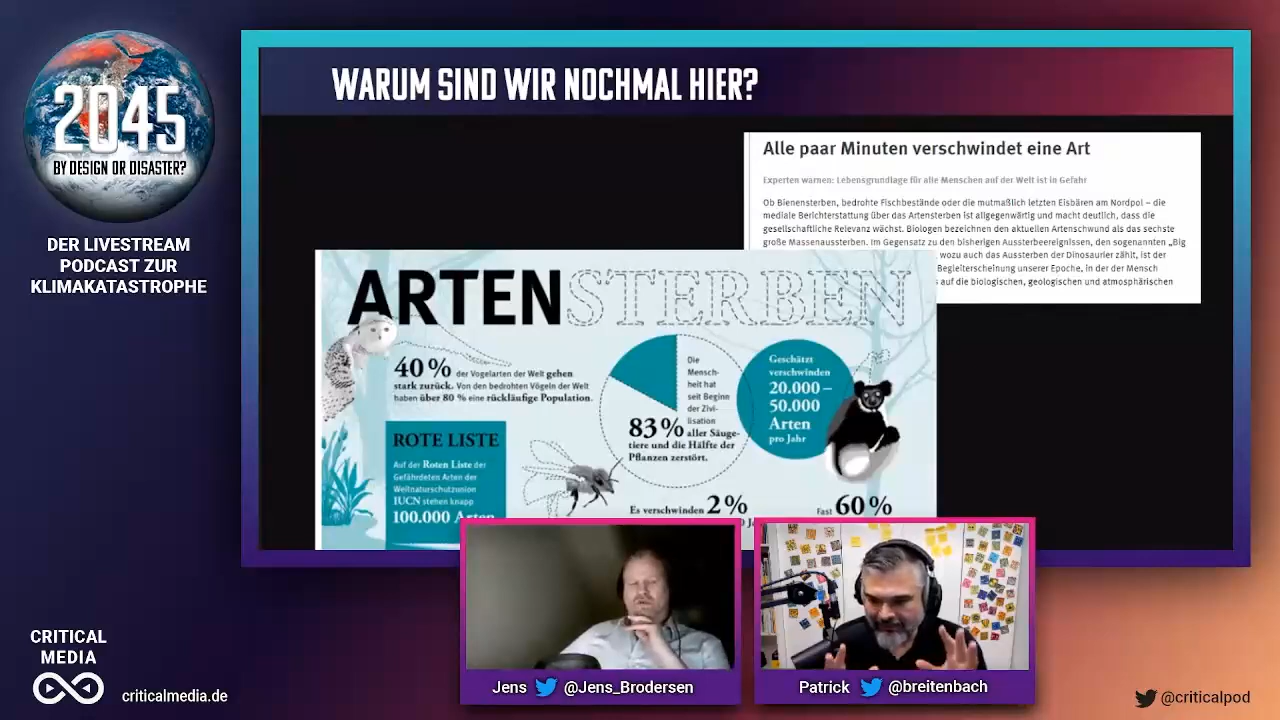 2045
BY DESIGN OR DISASTER?
DER LIVESTREAM
PODCAST ZUR
KLIMAKATASTROPHE
WARUM SIND WIR NOCHMAL HIER?
Alle paar Minuten verschwindet eine Art
Experten warnen: Lebensgrundlage für alle Menschen auf der Welt ist in Gefahr
Ob Bienensterben, bedrohte Fischbestände oder die mutmaßlich letzten Eisbären am Nordpol – die
mediale Berichterstattung über das Artensterben ist allgegenwärtig und macht deutlich, dass die
gesellschaftliche Relevanz wächst. Biologen bezeichnen den aktuellen Artenschwund als das sechste
große Massenaussterben. Im Gegensatz zu den bisherigen Aussterbeereignissen, den sogenannten „Big
wozu auch das Aussterben der Dinosaurier zählt, ist der
Begleiterscheinung unserer Epoche, in der der Mensch
s auf die biologischen, geologischen und atmosphärischen
ARTENSTERBEN
40 % der Vogelarten der Welt gehen
stark zurück. Von den bedrohten Vögeln der Welt
haben über 80 % eine rückläufige Population.
ROTE LISTE
Auf der Roten Liste der
Gefährdeten Arten der
Weltnaturschutzunion
IUCN stehen knapp
100.000 Arten
Die
Mensch-
heit hat
seit Beginn
der Zivi-
lisation
83% aller Säuge-
tiere und die Hälfte der
Pflanzen zerstört.
Geschätzt
verschwinden
20.000 –
50.000
Arten
pro Jahr
Es verschwinden 2 %
Fast 60 %
Jens @Jens_Brodersen
Patrick @breitenbach
CRITICAL
MEDIA
criticalmedia.de
@criticalpod